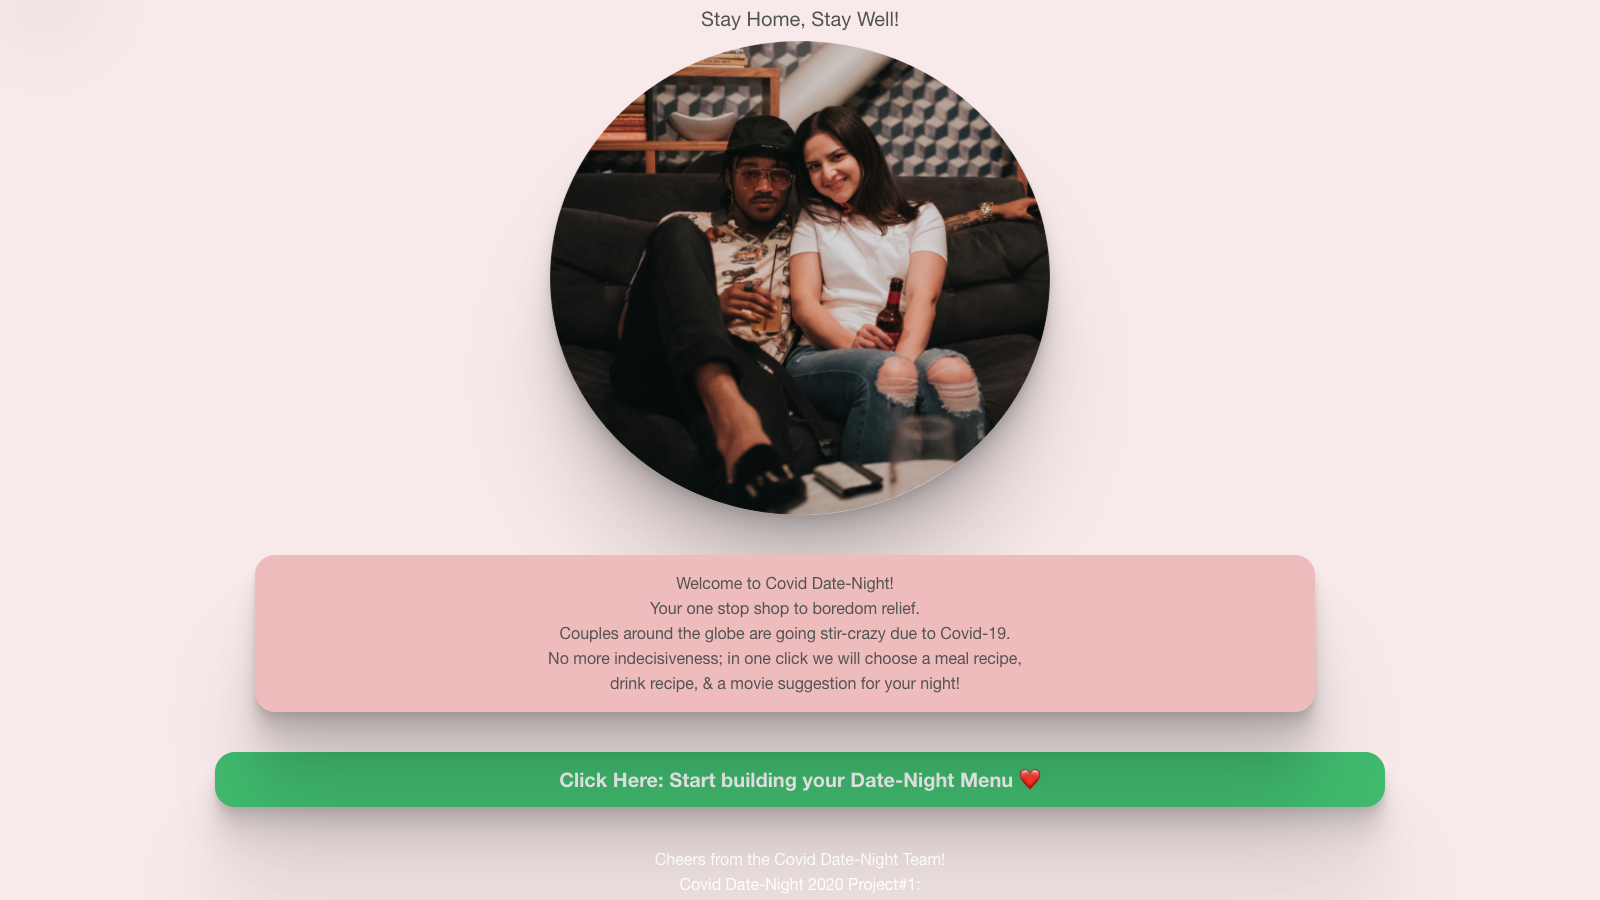 Stay Home, Stay Well!
Welcome to Covid Date-Night!
Your one stop shop to boredom relief.
Couples around the globe are going stir-crazy due to Covid-19.
No more indecisiveness; in one click we will choose a meal recipe,
drink recipe, & a movie suggestion for your night!
Click Here: Start building your Date-Night Menu ❤️
Cheers from the Covid Date-Night Team!
Covid Date-Night 2020 Project#1: